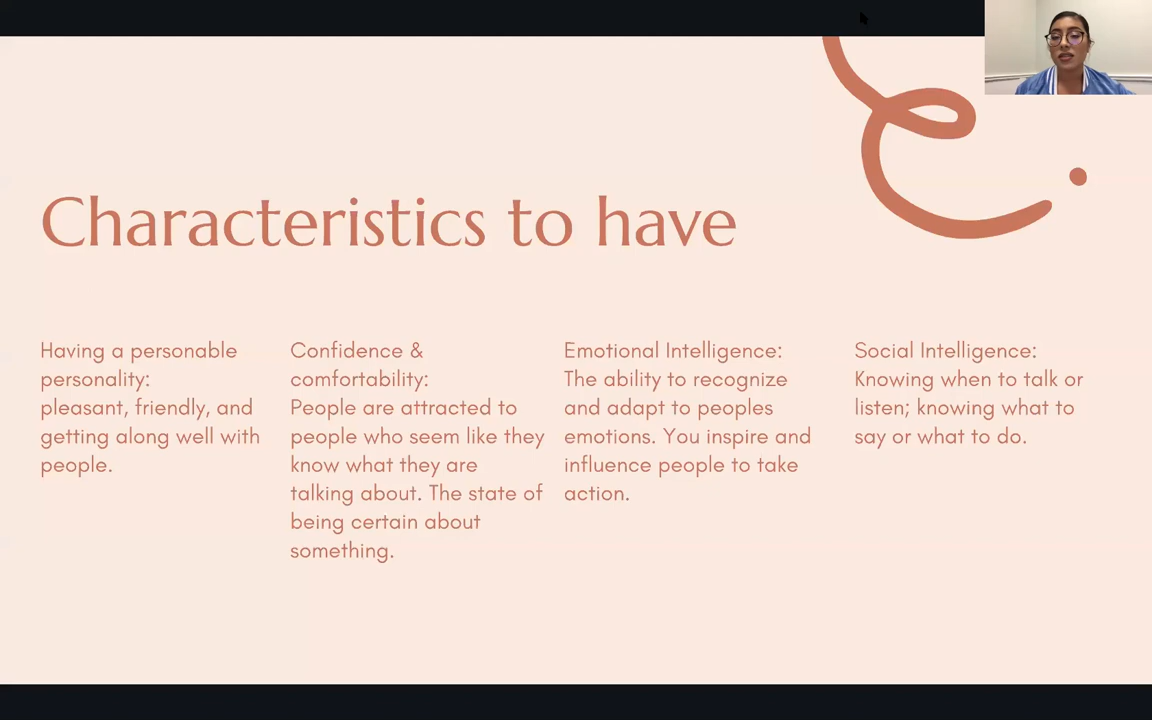 Characteristics to have
Having a personable
personality:
pleasant, friendly, and
getting along well with
people.
Confidence &
comfortability:
People are attracted to
people who seem like they
know what they are
talking about. The state of
being certain about
something.
Emotional Intelligence:
The ability to recognize
and adapt to peoples
emotions. You inspire and
influence people to take
action.
Social Intelligence:
Knowing when to talk or
listen; knowing what to
say or what to do.